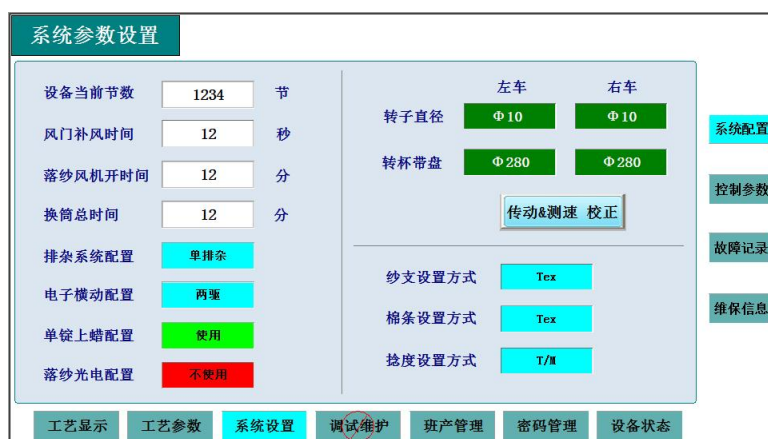 系统参数设置
设备当前节数 1234 节
风门补风时间 12 秒
落纱风机开时间 12 分
换筒总时间 12 分
排杂系统配置 单排杂
电子横动配置 两驱
单锭上蜡配置 使用
落纱光电配置 不使用
左车 右车
转子直径 Φ10 Φ10
转杯带盘 Φ280 Φ280
传动&测速 校正
纱支设置方式 Tex
棉条设置方式 Tex
捻度设置方式 T/M
系统配置
控制参数
故障记录
维保信息
工艺显示 工艺参数 系统设置 调试维护 班产管理 密码管理 设备状态